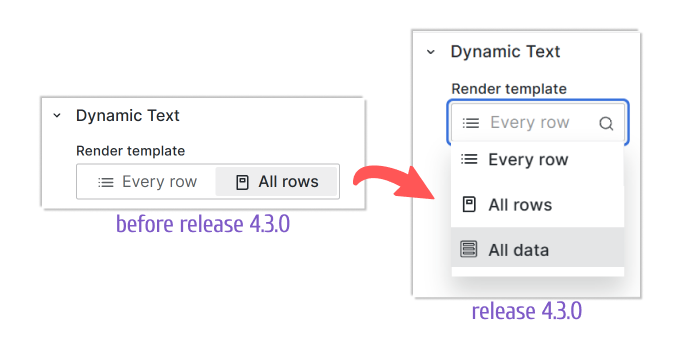 Dynamic Text
Render template
Every row
All rows
before release 4.3.0
Dynamic Text
Render template
Every row
Every row
All rows
All data
release 4.3.0